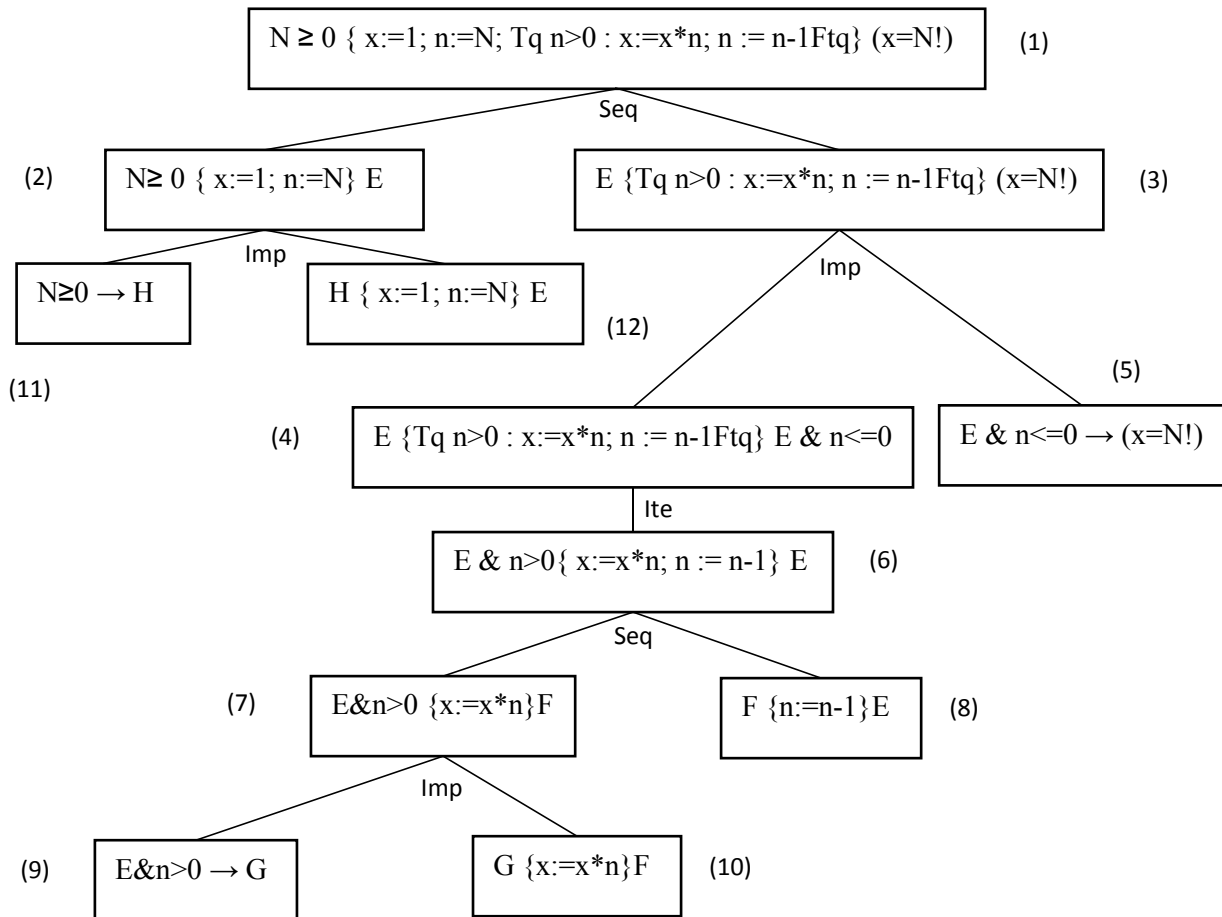 N ≥ 0 { x:=1; n:=N; Tq n>0 : x:=x*n; n := n-1Ftq} (x=N!)
(1)
Seq
(2)
N≥ 0 { x:=1; n:=N} E
E {Tq n>0 : x:=x*n; n := n-1Ftq} (x=N!)
(3)
Imp
Imp
N≥0 → H
H { x:=1; n:=N} E
(12)
(11)
(5)
(4)
E {Tq n>0 : x:=x*n; n := n-1Ftq} E & n<=0
E & n<=0 → (x=N!)
Ite
E & n>0{ x:=x*n; n := n-1} E
(6)
Seq
(7)
E&n>0 {x:=x*n}F
F {n:=n-1}E
(8)
Imp
(9)
E&n>0 → G
G {x:=x*n}F
(10)